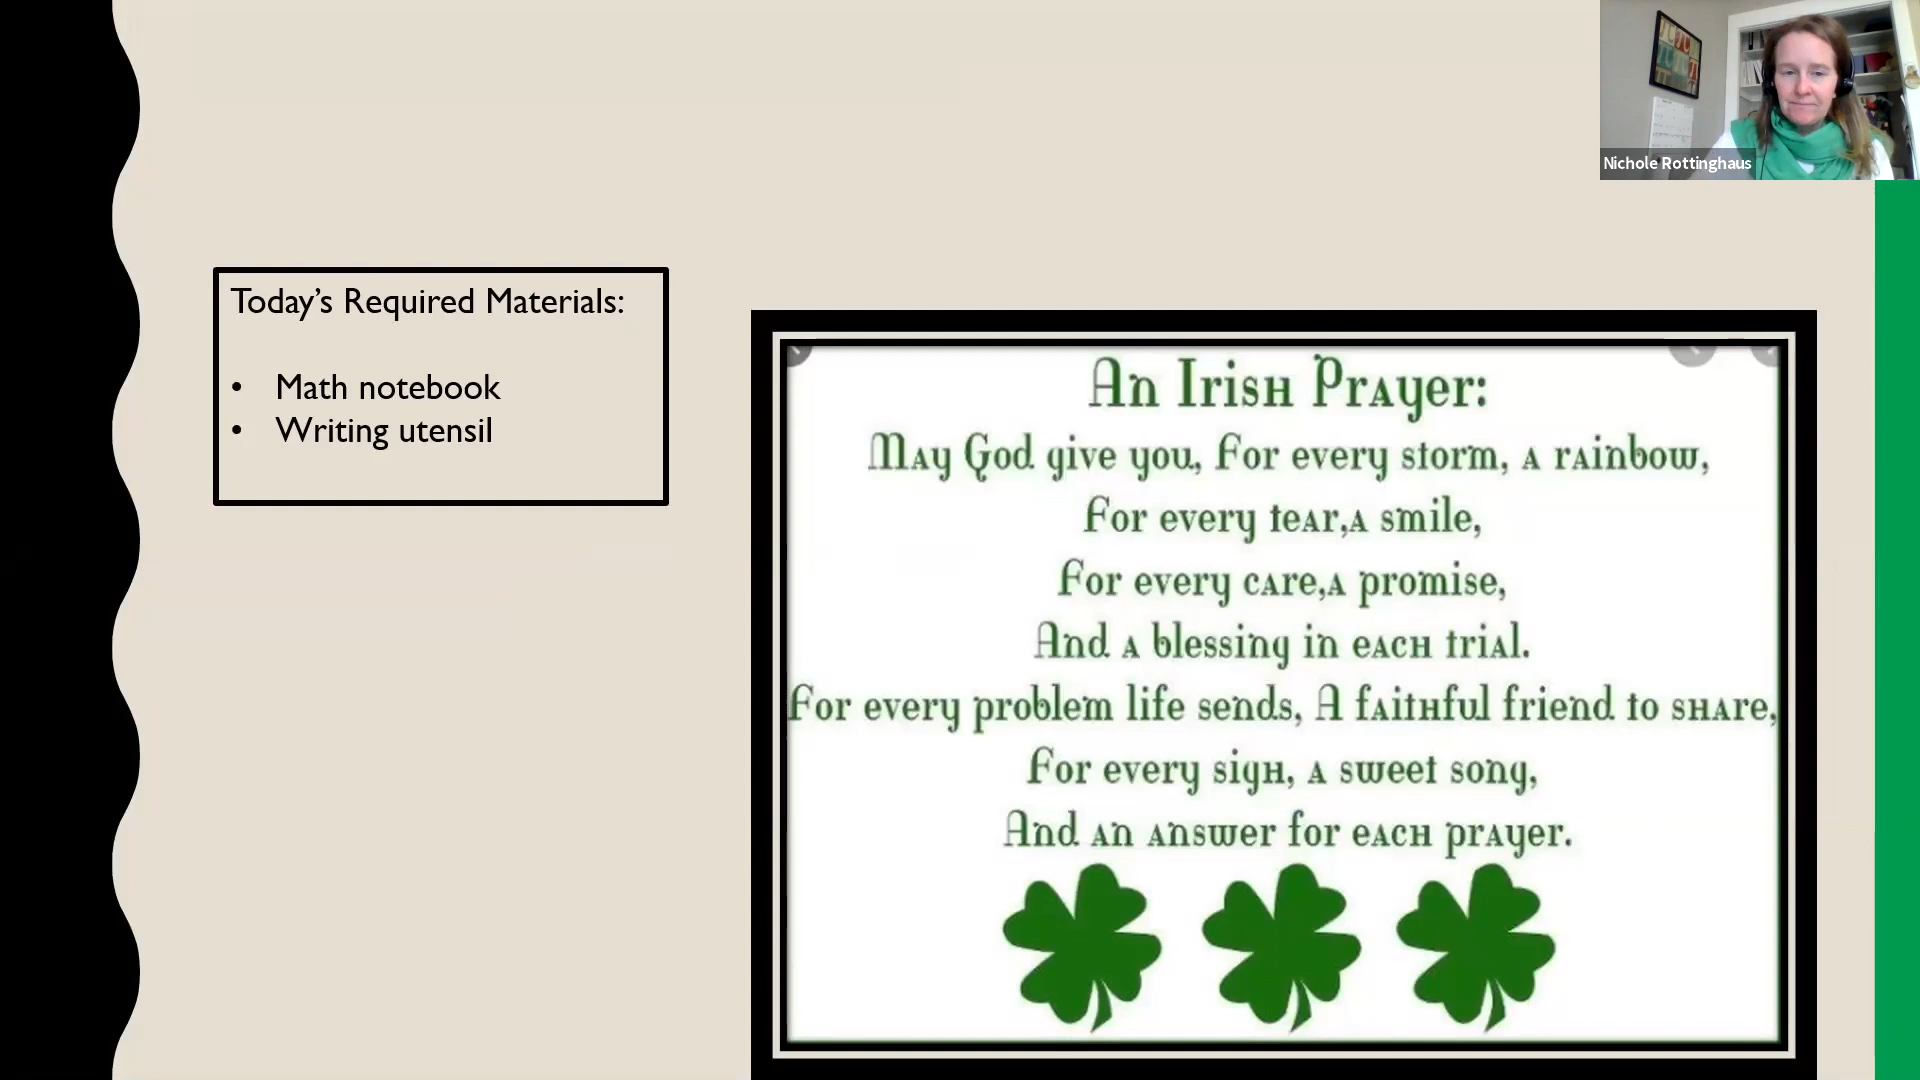 Nichole Rottinghaus
Today's Required Materials:
• Math notebook
• Writing utensil
An Irish Prayer:
May God give you, For every storm, a rainbow,
For every tear,a smile,
For every care,a promise,
And a blessing in each trial.
For every problem life sends, A faithful friend to share,
For every sigh, a sweet song,
And an answer for each prayer.